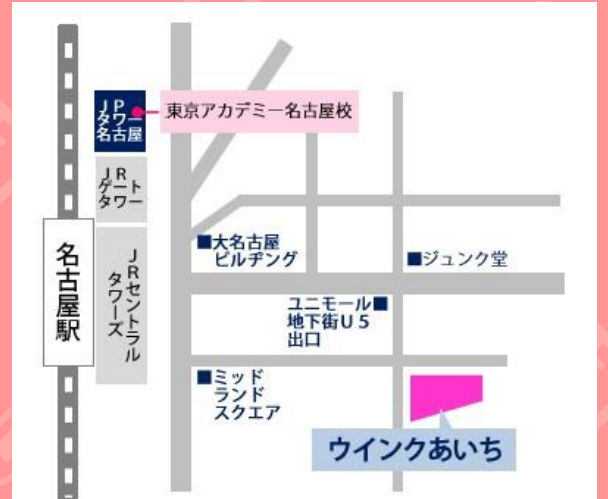 JP
タワー
名古屋
東京アカデミー名古屋校
JR
ゲート
タワー
名古屋駅
JRセントラル
タワーズ
■大名古屋
ビルヂング
■ジュンク堂
ユニモール■
地下街U5
出口
■ミッド
ランド
スクエア
ウインクあいち